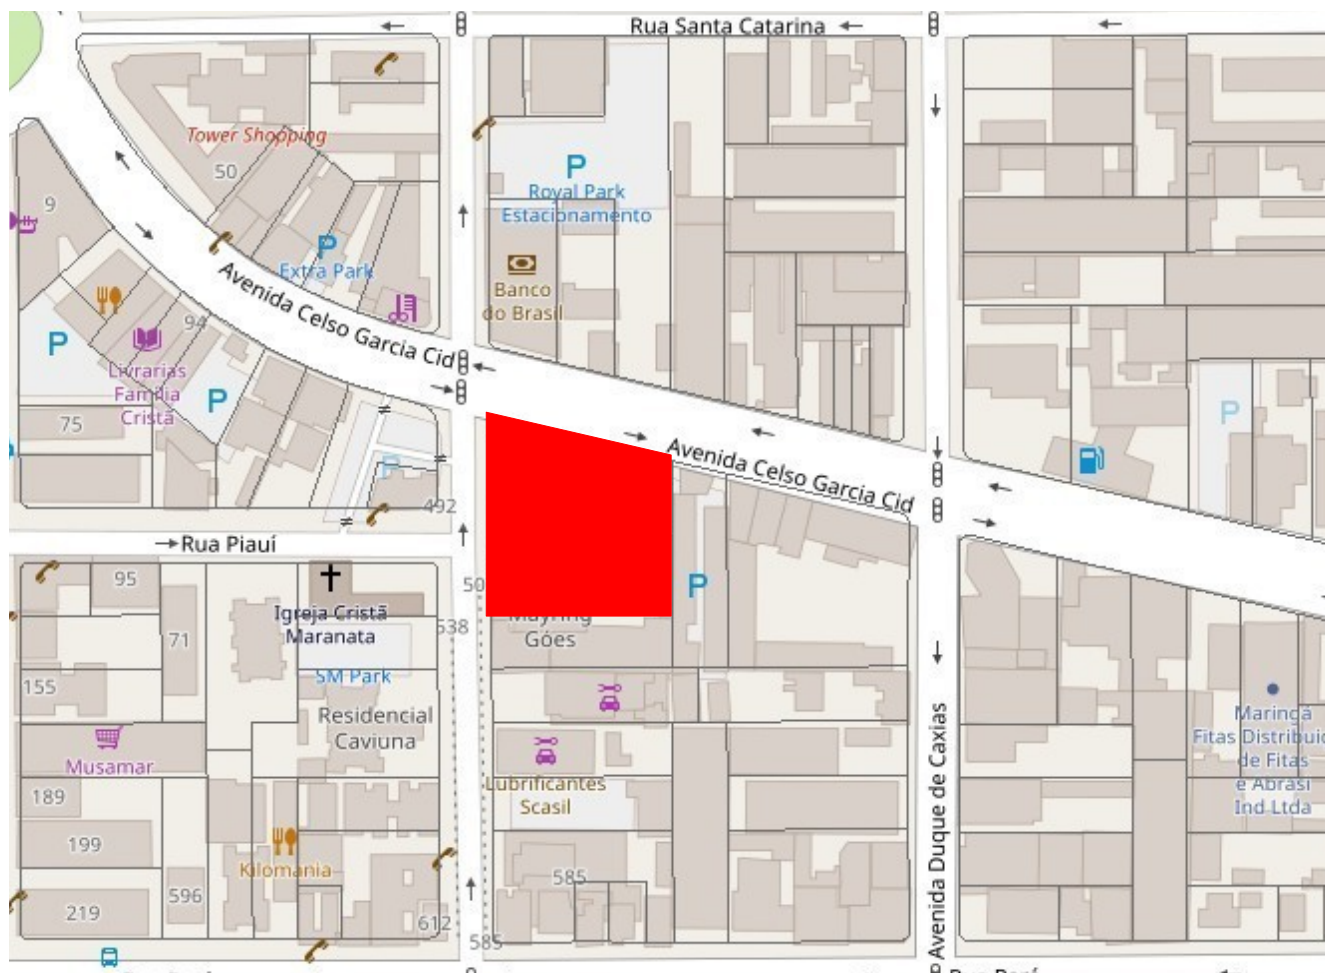 Rua Santa Catarina
Tower Shopping
50
P
Royal Park
Estacionamento
9
P
Extra Park
Avenida Celso Garcia Cid
Banco
do Brasil
94
P
Livrarias
Família
Cristã
P
75
P
P
Avenida Celso Garcia Cid
492
Rua Piauí
95
50
P
Igreja Cristã
Maranata
538
Mayring
Góes
71
155
SM Park
Residencial
Caviuna
Musamar
Avenida Duque de Caxias
Maringá
Fitas Distribuid
de Fitas
e Abrasi
Ind Ltda
189
Lubrificantes
Scasil
199
Kilomania
585
596
219
612
585